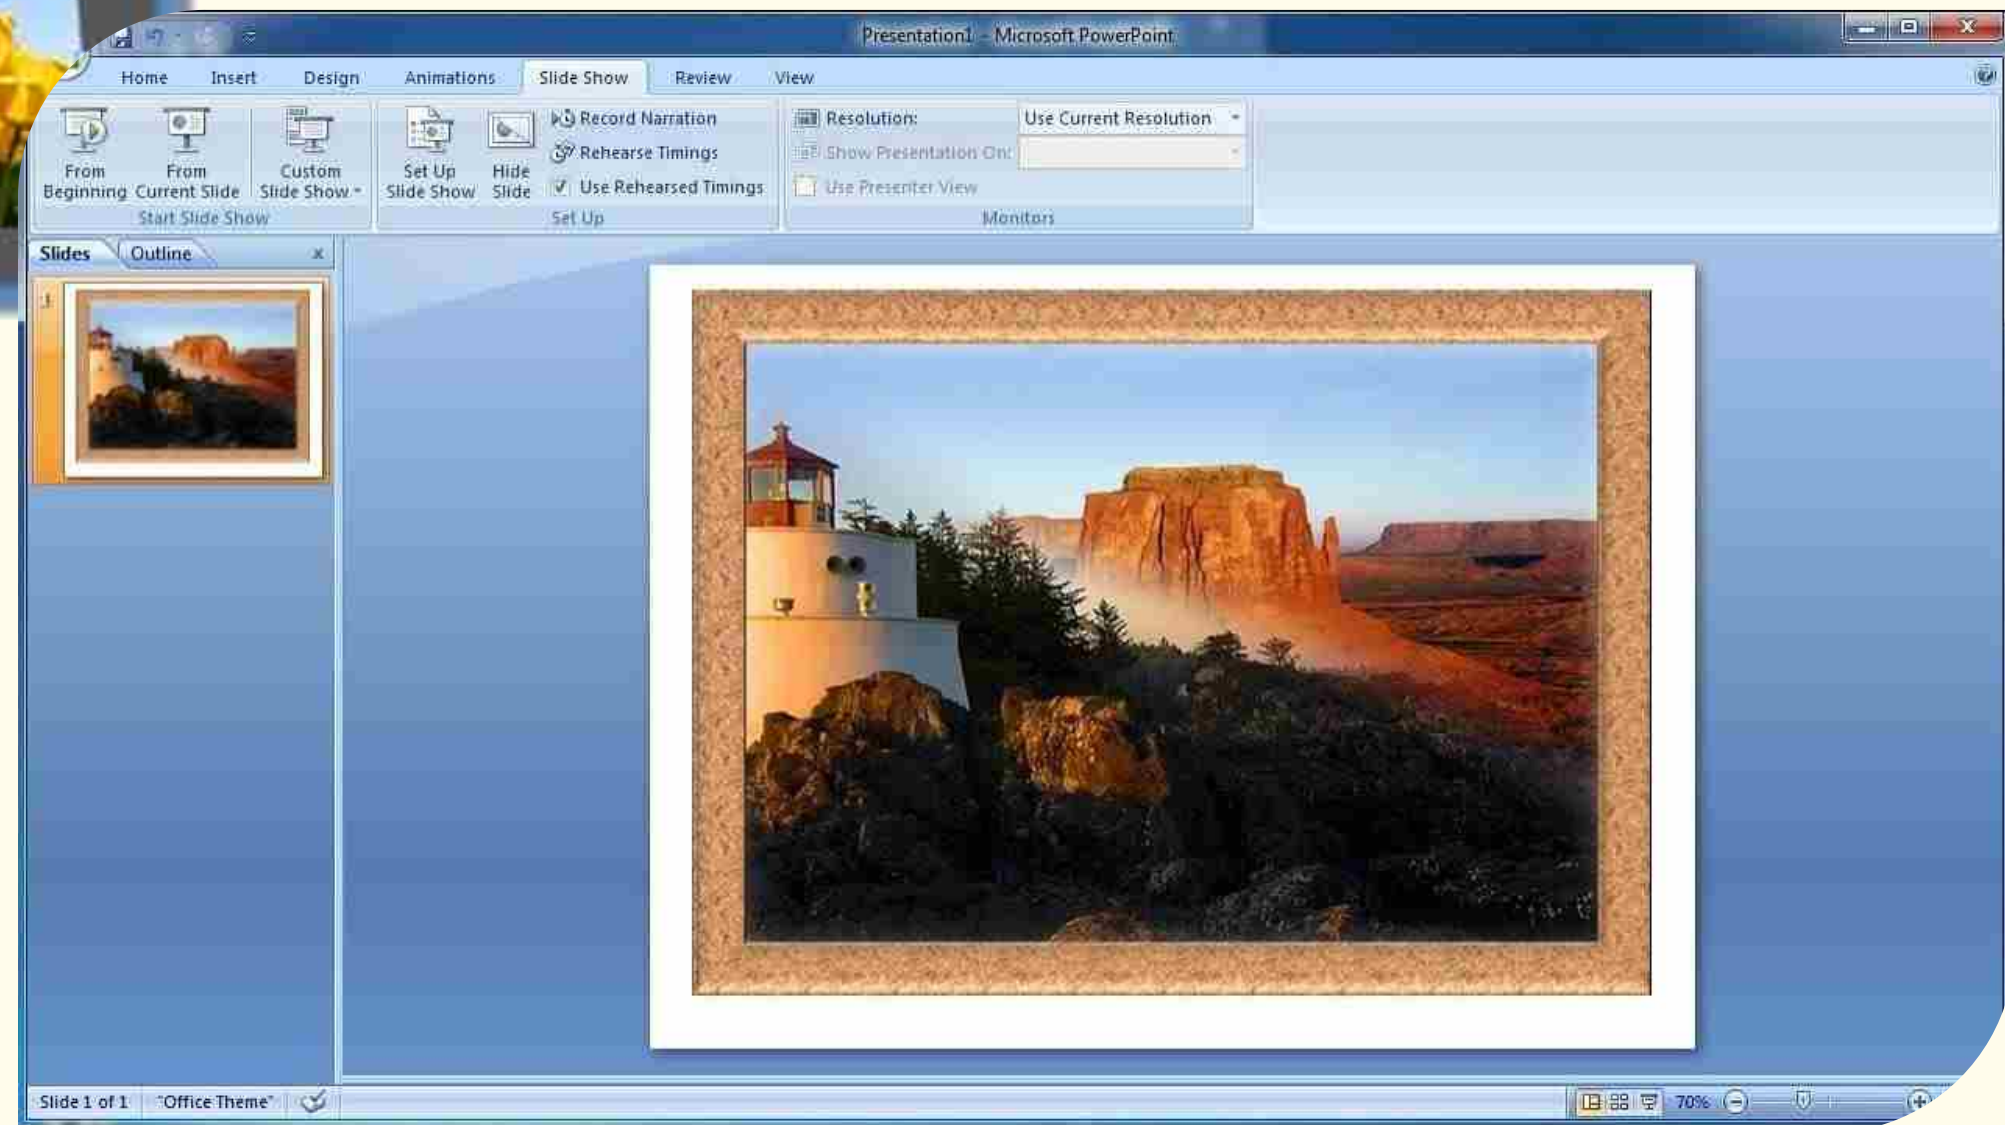 Presentation1 - Microsoft PowerPoint
Home Insert Design Animations Slide Show Review View
From Beginning
From Current Slide
Custom Slide Show
Start Slide Show
Set Up Slide Show
Hide Slide
Record Narration
Rehearse Timings
Use Rehearsed Timings
Set Up
Resolution: Use Current Resolution
Show Presentation On:
Use Presenter View
Monitors
Slides Outline x
1
Slide 1 of 1 "Office Theme" 70%